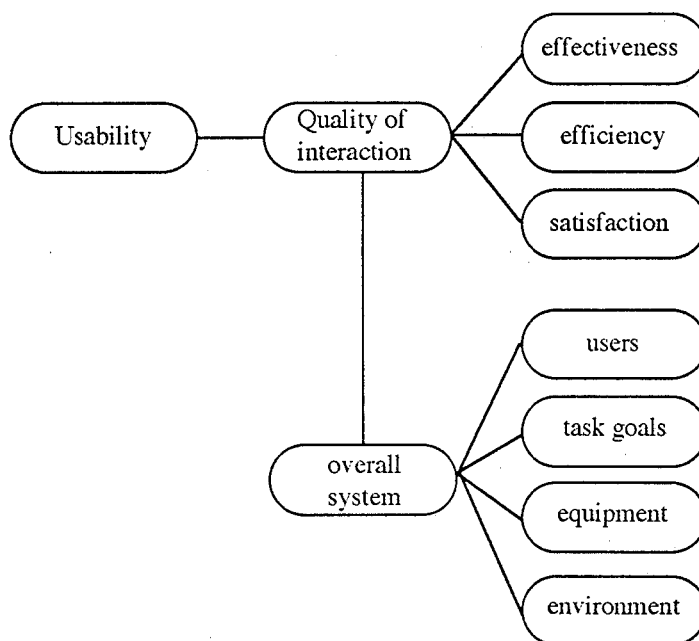 effectiveness
Usability
Quality of
interaction
efficiency
satisfaction
users
task goals
overall
system
equipment
environment